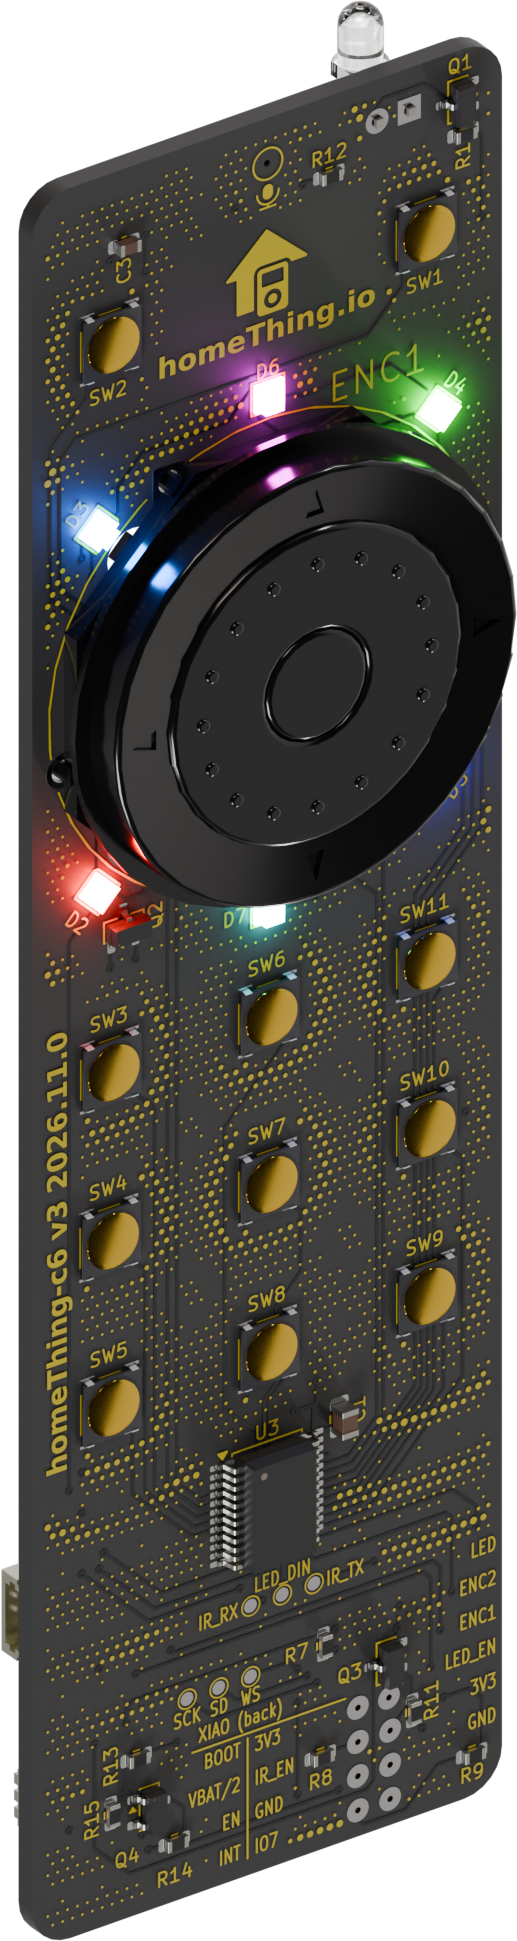 Q1
R1
R12
C3
SW1
homeThing.io
SW2
D6
ENC1
D4
D3
D5
D2
Q2
D7
SW11
SW6
SW3
SW10
SW7
SW4
SW9
SW8
SW5
homeThing-c6 v3 2026.11.0
U3
LED_DIN
IR_TX
IR_RX
LED
ENC2
ENC1
LED_EN
3V3
GND
R7
Q3
R11
SCK SD WS
XIAO (back)
BOOT 3V3
VBAT/2 IR_EN
EN GND
INT IO7
R13
R8
R9
R15
Q4
R14